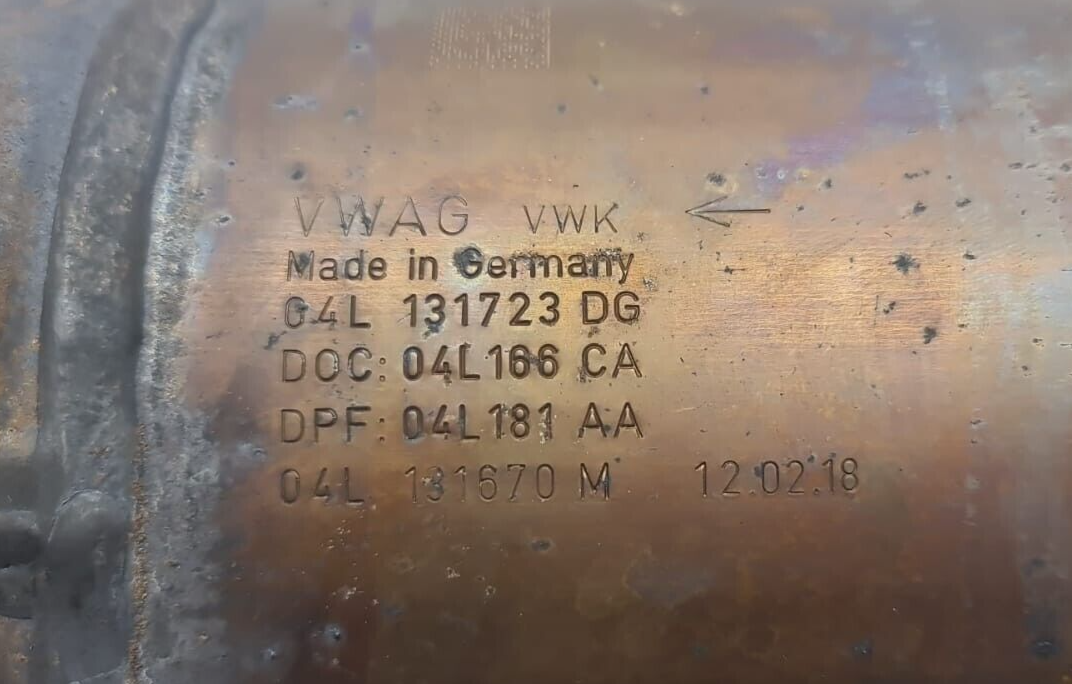 VWAG VWK ←
Made in Germany
04L 131723 DG
DOC: 04L166 CA
DPF: 04L181 AA
04L 131670 M 12.02.18